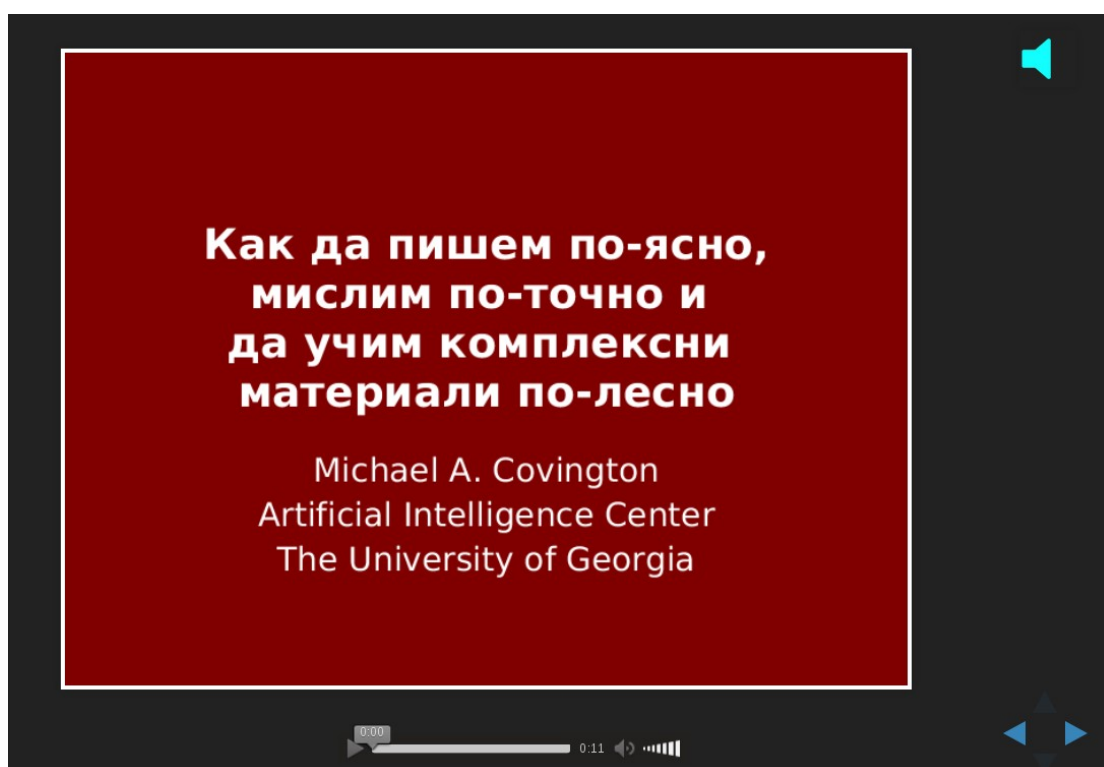 Как да пишем по-ясно,
мислим по-точно и
да учим комплексни
материали по-лесно
Michael A. Covington
Artificial Intelligence Center
The University of Georgia
0:00
0:11